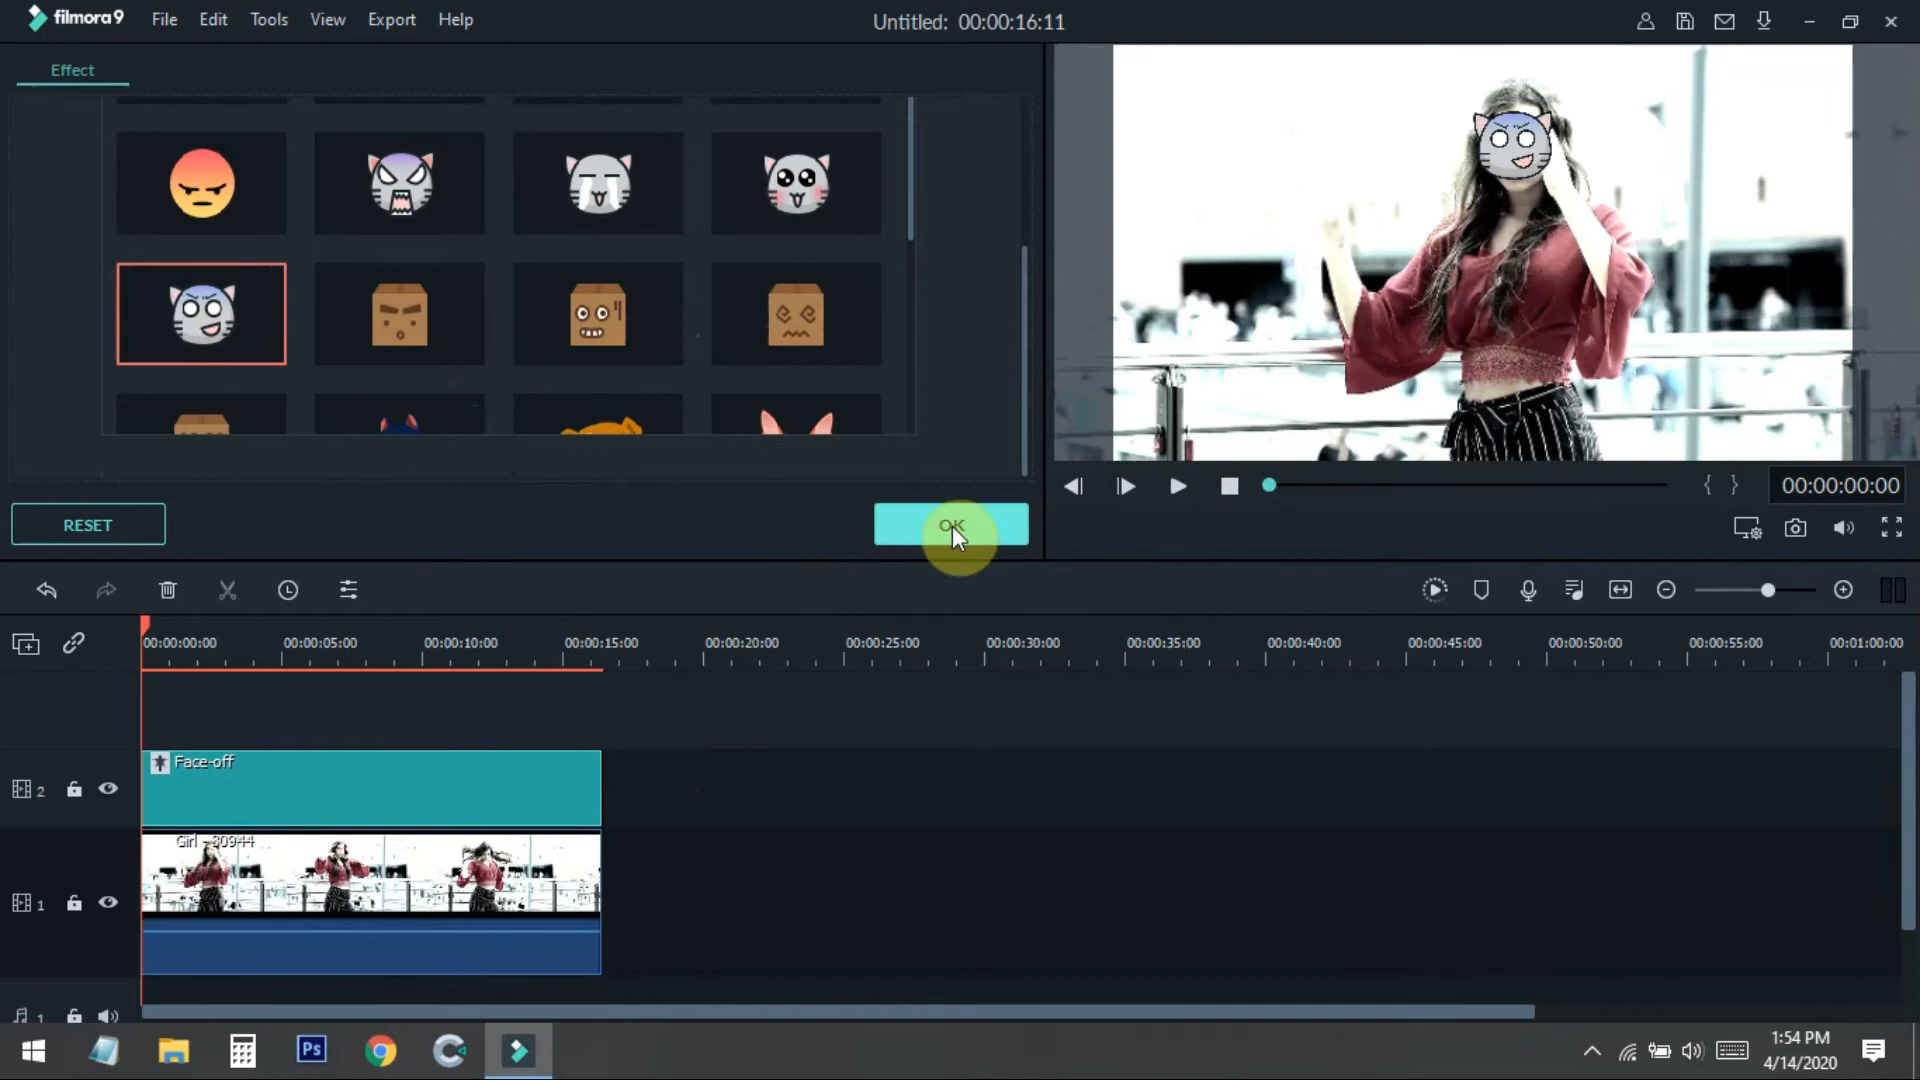 filmora9 File Edit Tools View Export Help Untitled: 00:00:16:11
Effect
RESET
OK
{ } 00:00:00:00
00:00:00:00 00:00:05:00 00:00:10:00 00:00:15:00 00:00:20:00 00:00:25:00 00:00:30:00 00:00:35:00 00:00:40:00 00:00:45:00 00:00:50:00 00:00:55:00 00:01:00:00
Face-off
2
Girl - 30944
1
1
Ps
1:54 PM
4/14/2020